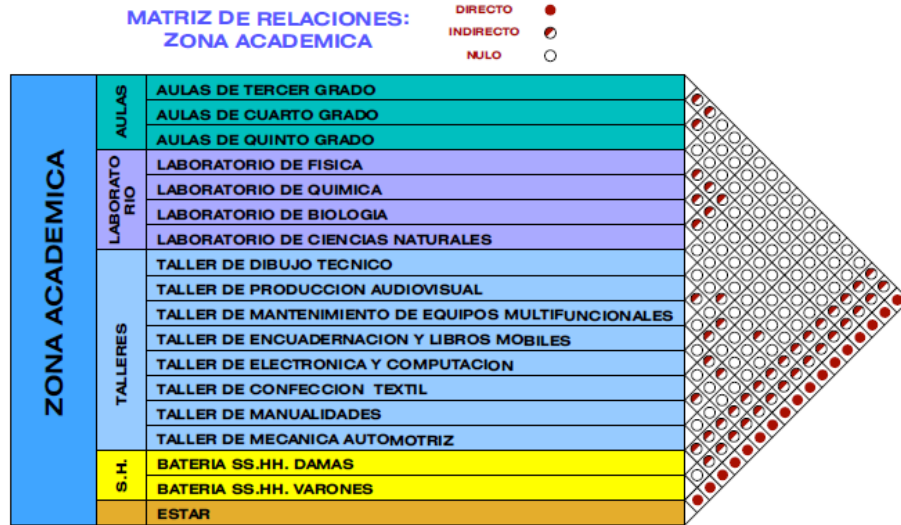 MATRIZ DE RELACIONES:
ZONA ACADEMICA
DIRECTO
INDIRECTO
NULO
ZONA ACADEMICA
AULAS
AULAS DE TERCER GRADO
AULAS DE CUARTO GRADO
AULAS DE QUINTO GRADO
LABORATO
RIO
LABORATORIO DE FISICA
LABORATORIO DE QUIMICA
LABORATORIO DE BIOLOGIA
LABORATORIO DE CIENCIAS NATURALES
TALLERES
TALLER DE DIBUJO TECNICO
TALLER DE PRODUCCION AUDIOVISUAL
TALLER DE MANTENIMIENTO DE EQUIPOS MULTIFUNCIONALES
TALLER DE ENCUADERNACION Y LIBROS MOBILES
TALLER DE ELECTRONICA Y COMPUTACION
TALLER DE CONFECCION TEXTIL
TALLER DE MANUALIDADES
TALLER DE MECANICA AUTOMOTRIZ
S.H.
BATERIA SS.HH. DAMAS
BATERIA SS.HH. VARONES
ESTAR